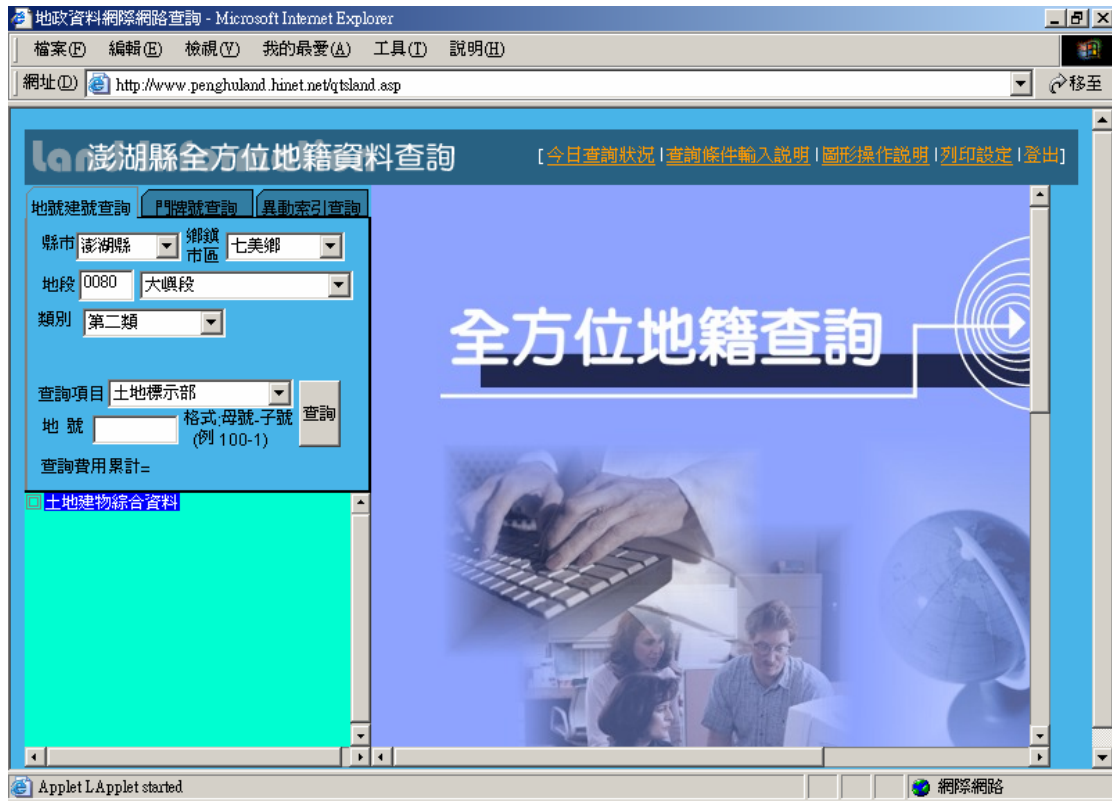 地政資料網際網路查詢 - Microsoft Internet Explorer
檔案(F) 編輯(E) 檢視(V) 我的最愛(A) 工具(T) 說明(H)
網址(D) http://www.penghuland.hinet.net/qtsland.asp 移至
澎湖縣全方位地籍資料查詢 [今日查詢狀況 | 查詢條件輸入說明 | 圖形操作說明 | 列印設定 | 登出]
地號建號查詢 門牌號查詢 異動索引查詢
縣市 澎湖縣 鄉鎮市區 七美鄉
地段 0080 大嶼段
類別 第二類
全方位地籍查詢
查詢項目 土地標示部
地 號 格式:母號-子號 查詢
(例 100-1)
查詢費用累計=
土地建物綜合資料
Applet LApplet started 網際網路